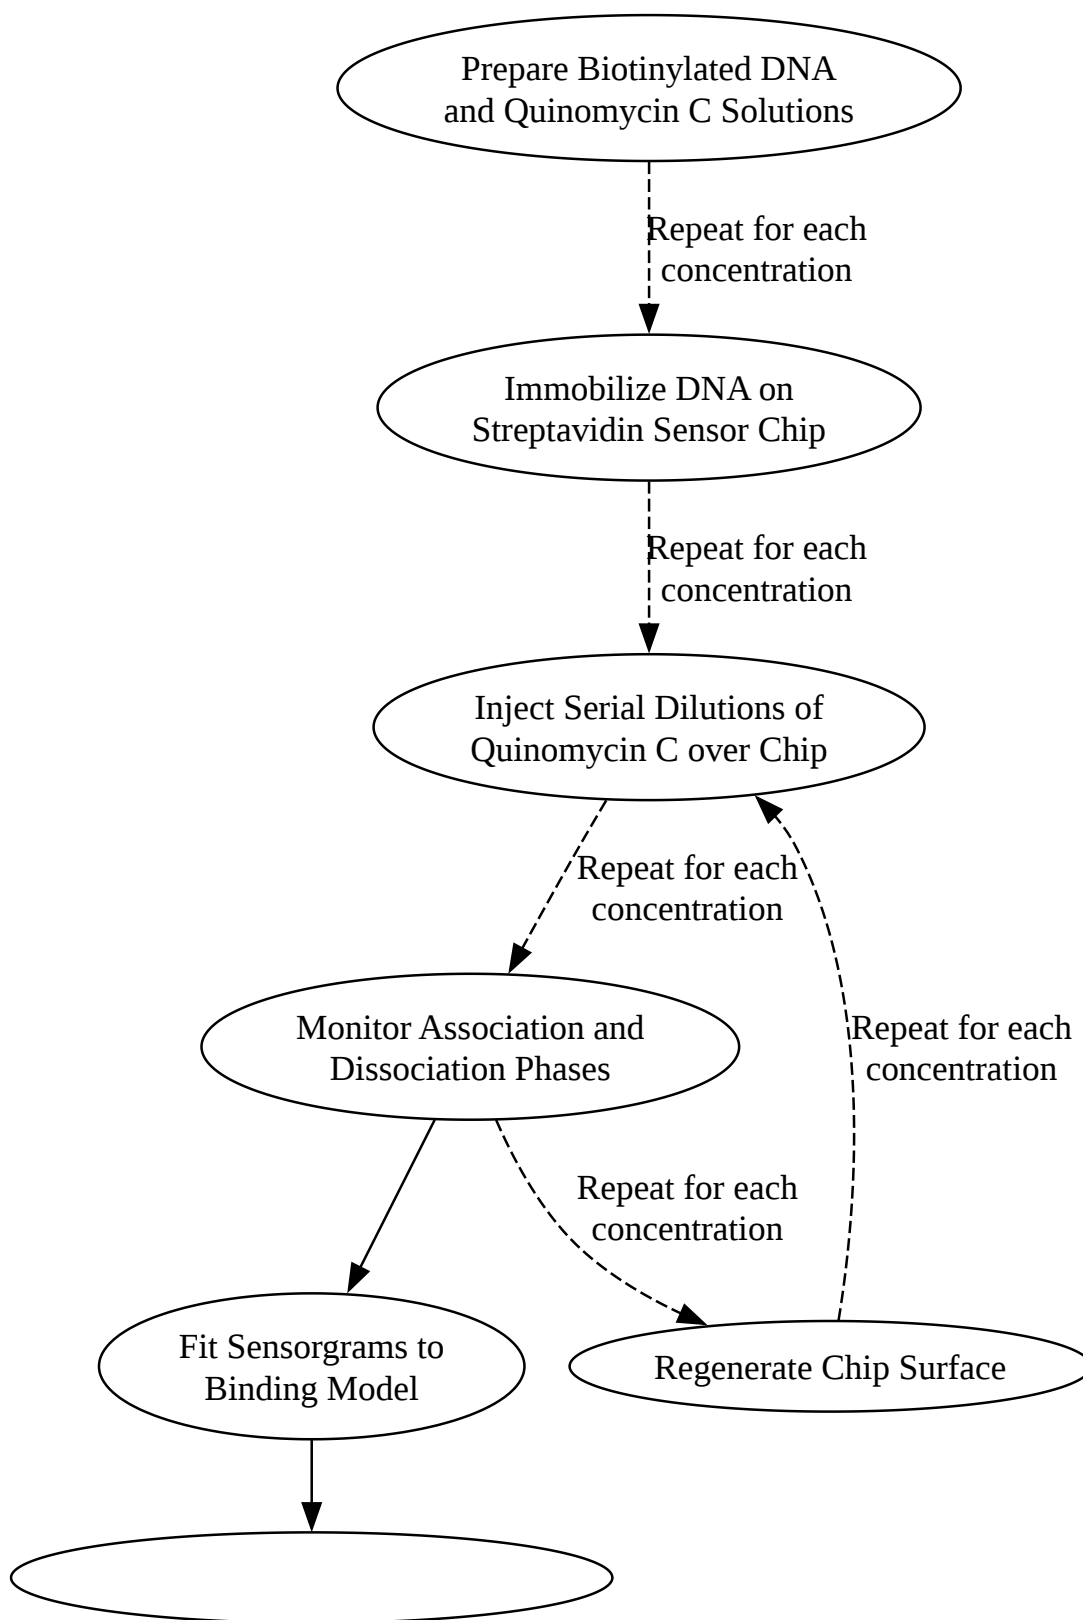 Prepare Biotinylated DNA
and Quinomycin C Solutions
Repeat for each
concentration
Immobilize DNA on
Streptavidin Sensor Chip
Repeat for each
concentration
Inject Serial Dilutions of
Quinomycin C over Chip
Repeat for each
concentration
Monitor Association and
Dissociation Phases
Repeat for each
concentration
Repeat for each
concentration
Fit Sensorgrams to
Binding Model
Regenerate Chip Surface